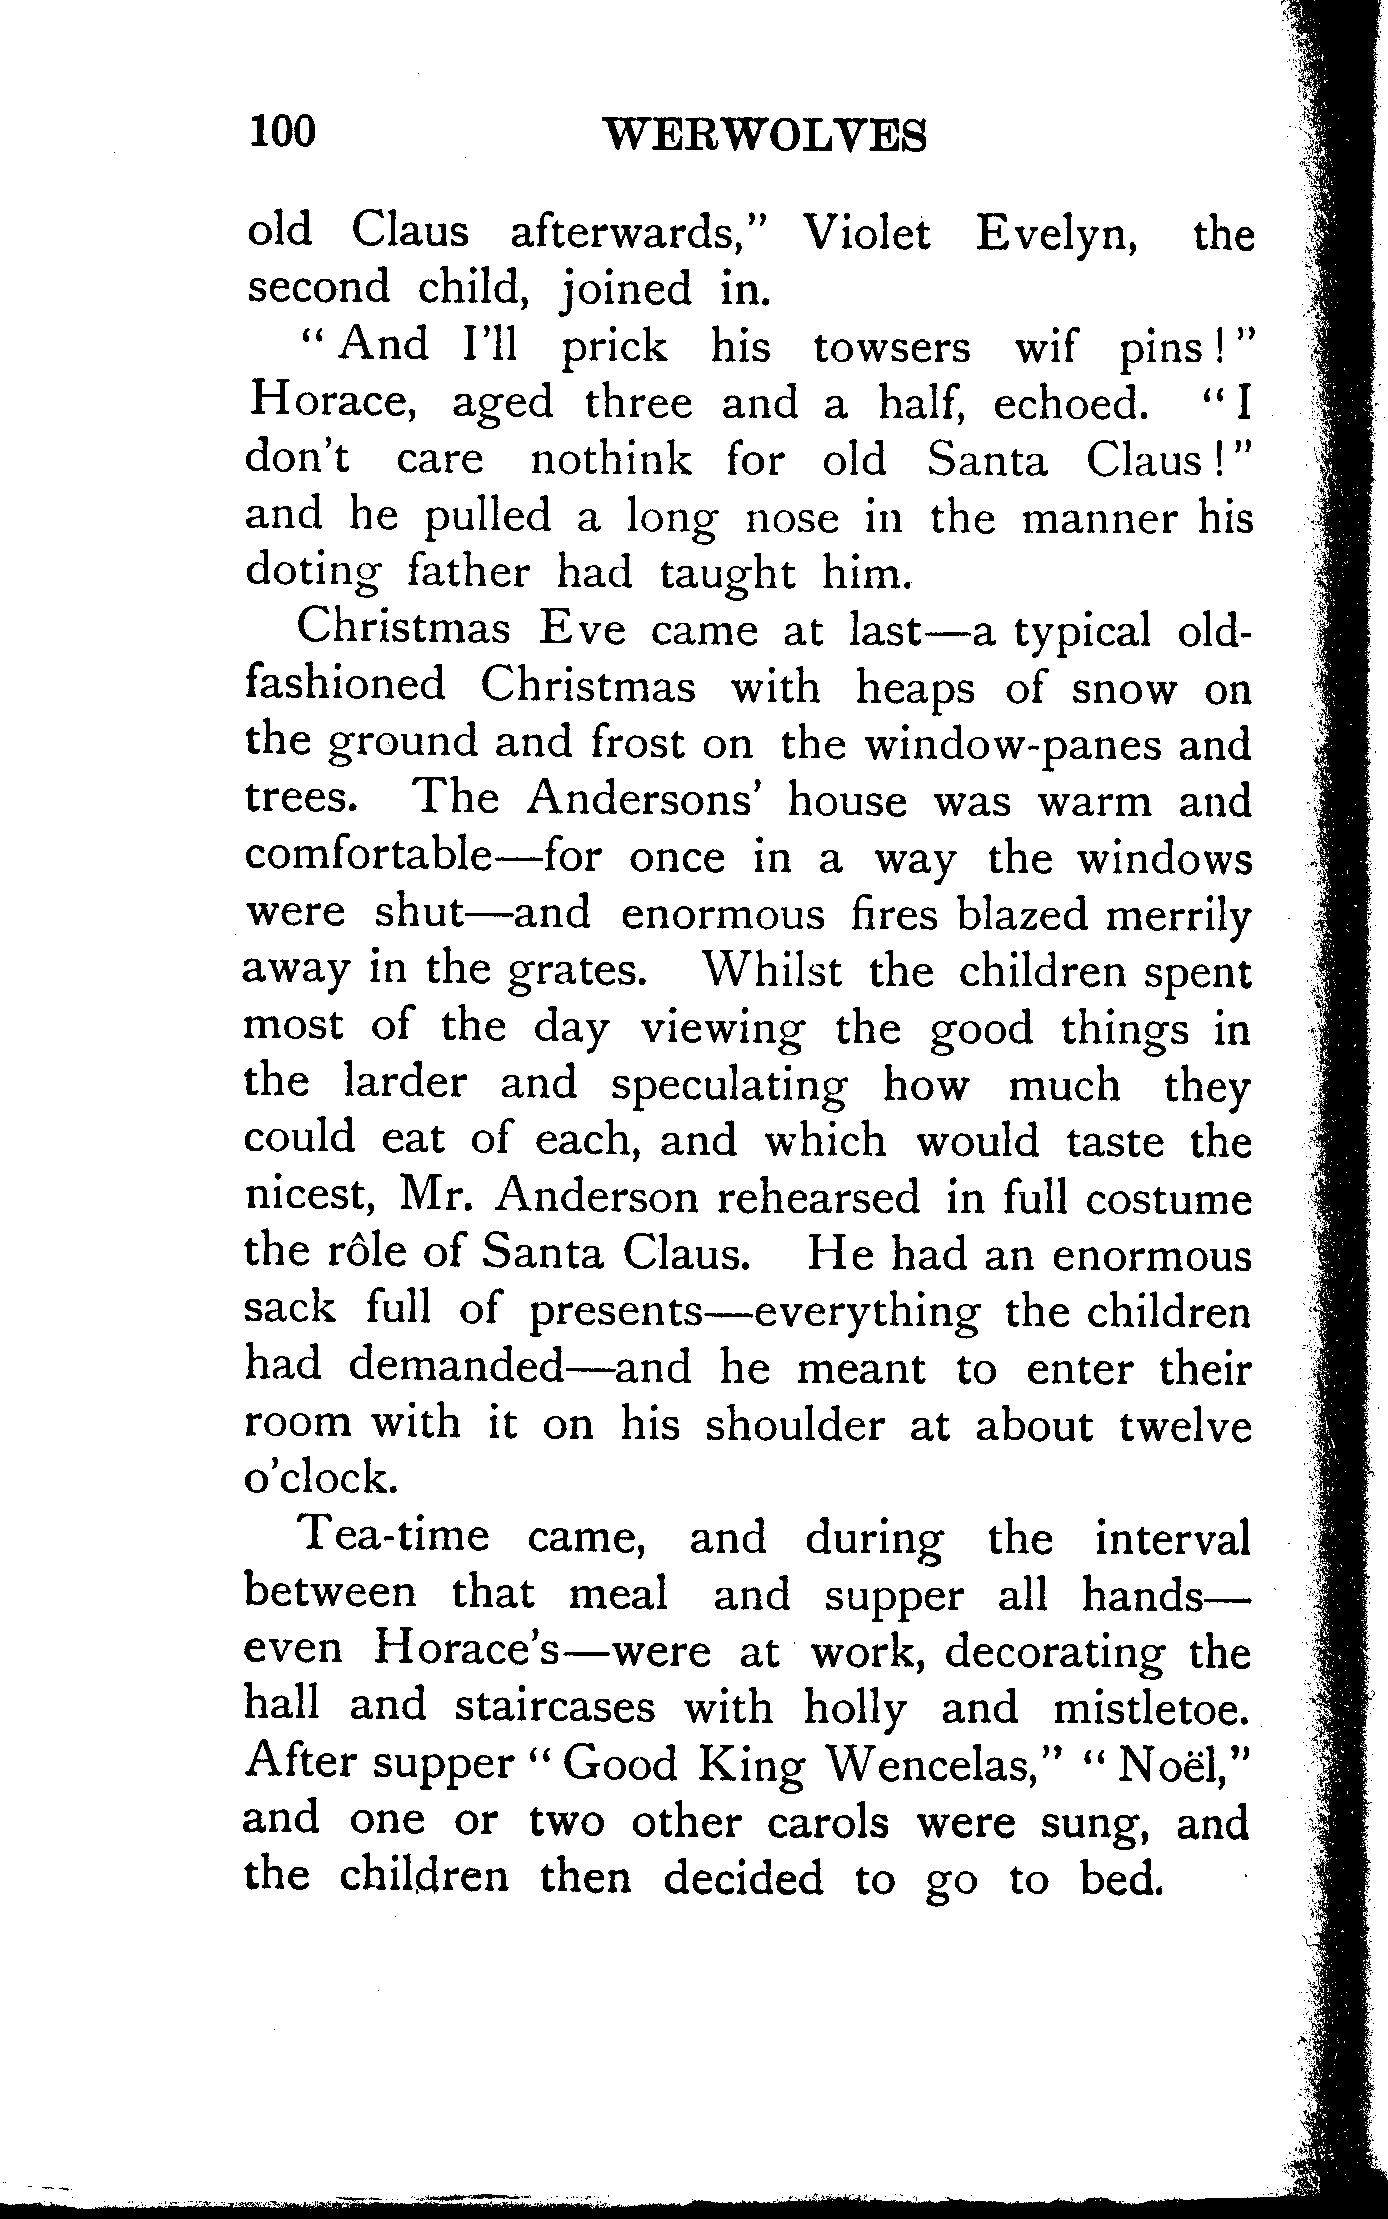 100 WERWOLVES
old Claus afterwards," Violet Evelyn, the
second child, joined in.
"And I'll prick his towsers wif pins!"
Horace, aged three and a half, echoed. "I
don't care nothink for old Santa Claus!"
and he pulled a long nose in the manner his
doting father had taught him.
Christmas Eve came at last—a typical old-
fashioned Christmas with heaps of snow on
the ground and frost on the window-panes and
trees. The Andersons' house was warm and
comfortable—for once in a way the windows
were shut—and enormous fires blazed merrily
away in the grates. Whilst the children spent
most of the day viewing the good things in
the larder and speculating how much they
could eat of each, and which would taste the
nicest, Mr. Anderson rehearsed in full costume
the rôle of Santa Claus. He had an enormous
sack full of presents—everything the children
had demanded—and he meant to enter their
room with it on his shoulder at about twelve
o'clock.
Tea-time came, and during the interval
between that meal and supper all hands—
even Horace's—were at work, decorating the
hall and staircases with holly and mistletoe.
After supper "Good King Wencelas," "Noël,"
and one or two other carols were sung, and
the children then decided to go to bed.